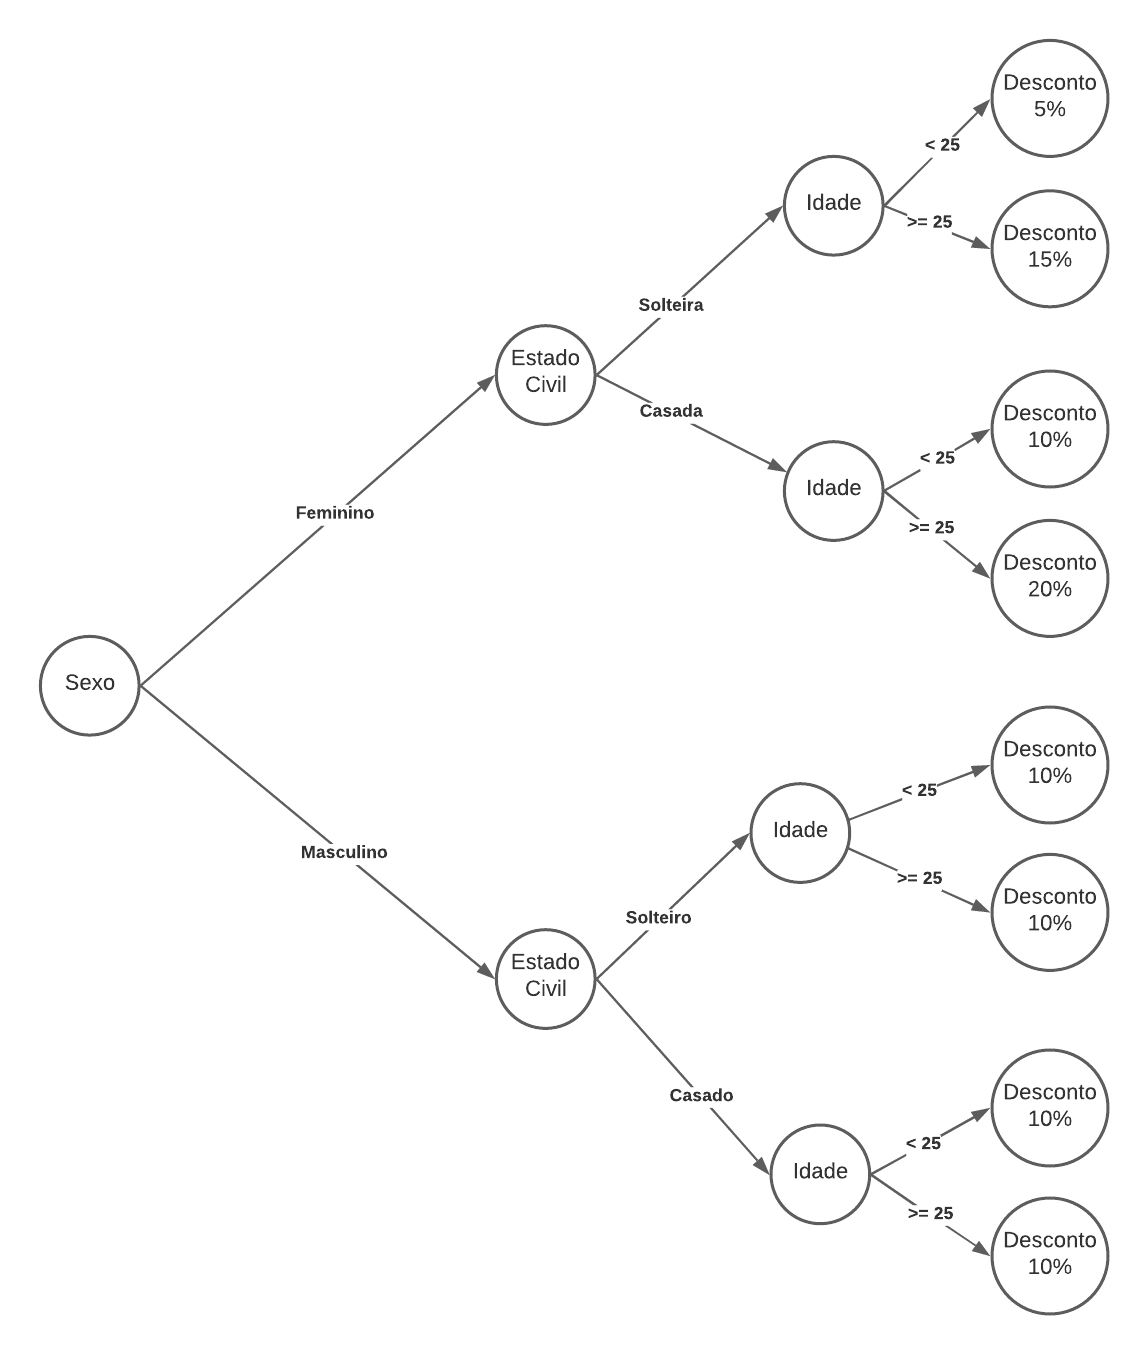 Desconto
5%
< 25
Idade
>= 25
Desconto
15%
Solteira
Estado
Civil
Casada
Desconto
10%
< 25
Idade
>= 25
Desconto
20%
Feminino
Sexo
Masculino
Desconto
10%
< 25
Idade
>= 25
Desconto
10%
Solteiro
Estado
Civil
Casado
Desconto
10%
< 25
Idade
>= 25
Desconto
10%